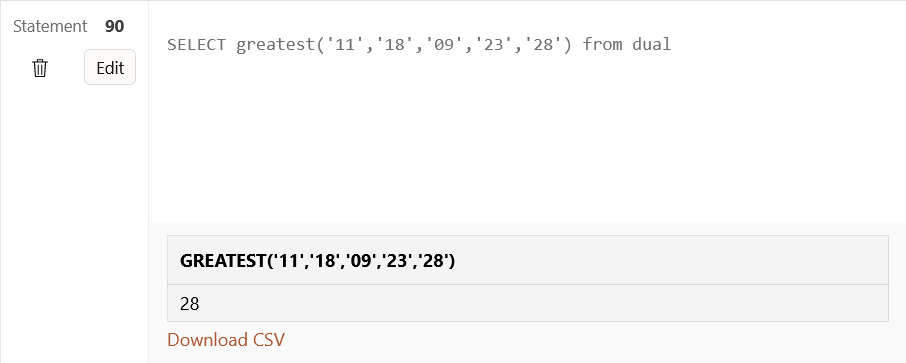 Statement 90
Edit
SELECT greatest('11','18','09','23','28') from dual
GREATEST('11','18','09','23','28')
28
Download CSV